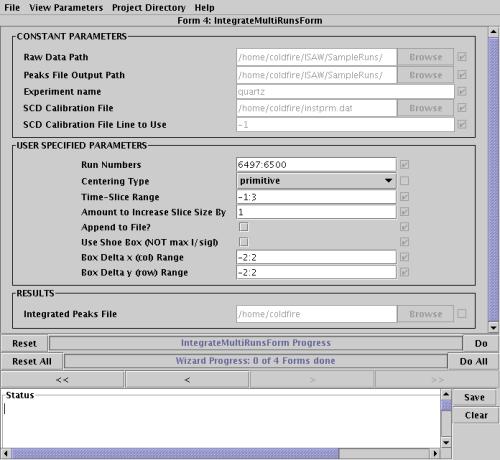 File View Parameters Project Directory Help
Form 4: IntegrateMultiRunsForm
CONSTANT PARAMETERS
Raw Data Path /home/coldfire/ISAW/SampleRuns/ Browse
Peaks File Output Path /home/coldfire/ISAW/SampleRuns/ Browse
Experiment name quartz
SCD Calibration File /home/coldfire/instprm.dat Browse
SCD Calibration File Line to Use -1
USER SPECIFIED PARAMETERS
Run Numbers 6497:6500
Centering Type primitive
Time-Slice Range -1:3
Amount to Increase Slice Size By 1
Append to File?
Use Shoe Box (NOT max I/sigI)
Box Delta x (col) Range -2:2
Box Delta y (row) Range -2:2
RESULTS
Integrated Peaks File /home/coldfire Browse
Reset IntegrateMultiRunsForm Progress Do
Reset All Wizard Progress: 0 of 4 Forms done Do All
<< < > >>
Status Save
Clear